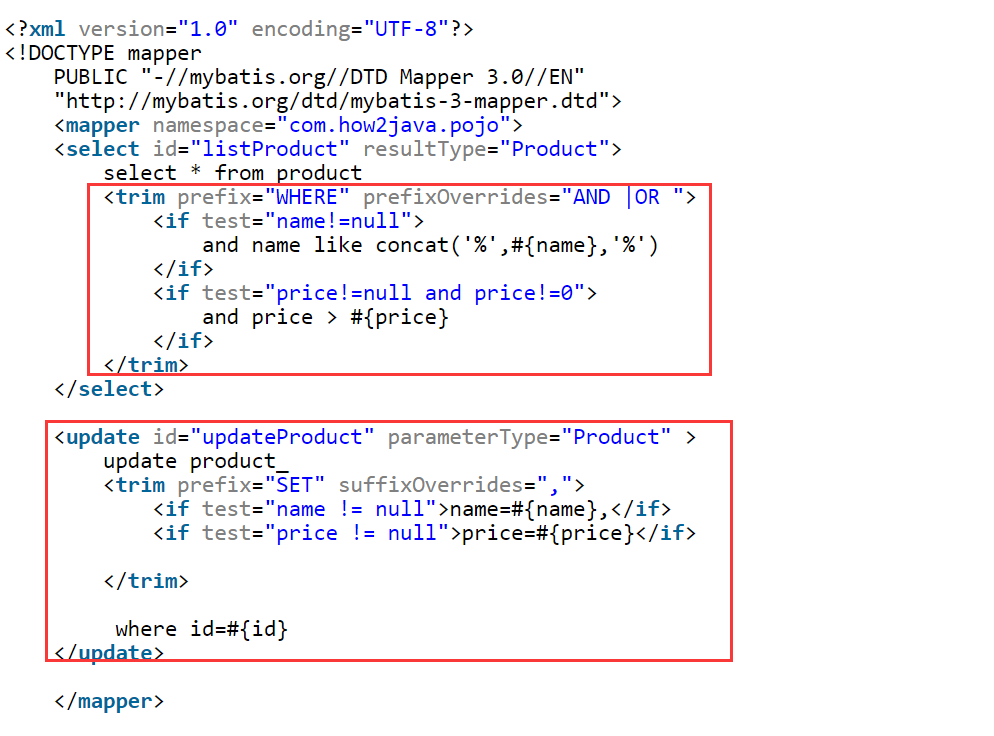 <?xml version="1.0" encoding="UTF-8"?>
<!DOCTYPE mapper
    PUBLIC "-//mybatis.org//DTD Mapper 3.0//EN"
    "http://mybatis.org/dtd/mybatis-3-mapper.dtd">
    <mapper namespace="com.how2java.pojo">
    <select id="listProduct" resultType="Product">
        select * from product
        <trim prefix="WHERE" prefixOverrides="AND |OR ">
            <if test="name!=null">
                and name like concat('%',#{name},'%')
            </if>
            <if test="price!=null and price!=0">
                and price > #{price}
            </if>
        </trim>
    </select>
    <update id="updateProduct" parameterType="Product" >
        update product_
        <trim prefix="SET" suffixOverrides=",">
            <if test="name != null">name=#{name},</if>
            <if test="price != null">price=#{price}</if>
        </trim>
         where id=#{id}
    </update>
    </mapper>